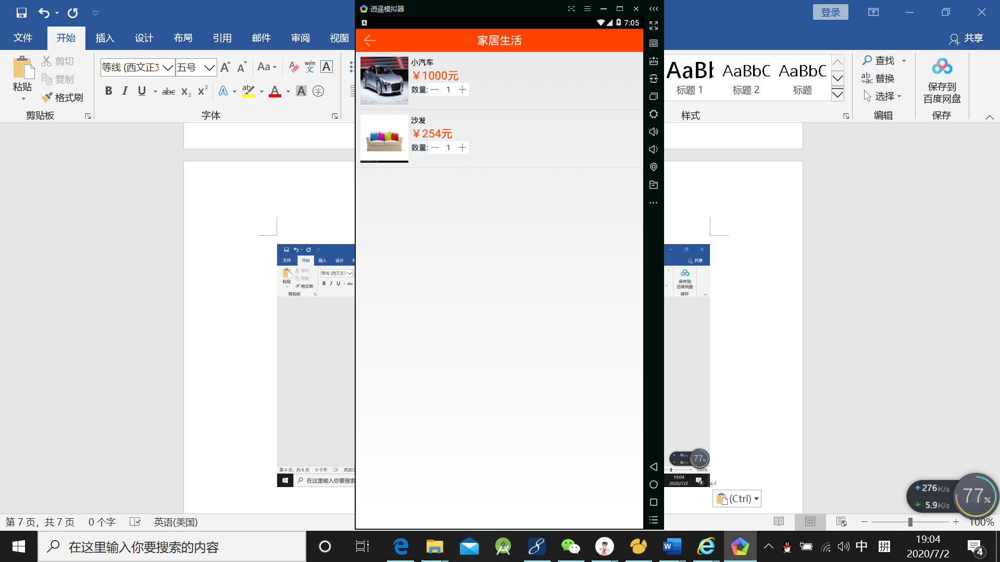 登录
文件
开始
插入
设计
布局
引用
邮件
审阅
视图
共享
粘贴
剪切
复制
格式刷
剪贴板
等线 (西文正文
五号
Aa
wén
文
A
B I U abc X₂ X²
A
字
字体
AaBl
AaBbC
AaBbC
标题 1
标题 2
标题
样式
查找
替换
选择
编辑
保存到
百度网盘
保存
逍遥模拟器
7:05
家居生活
小汽车
￥1000元
数量:
1
沙发
￥254元
数量:
1
文件
开始
插入
设计
共享
粘贴
剪切
复制
格式刷
剪贴板
等线 (西文正文
B I U abc
保存到
百度网盘
保存
0K/s
0K/s
77%
第 6 页, 共 6 页
0 个字
100%
在这里输入你要搜索
19:04
2020/7/2
4
(Ctrl)
276K/s
5.9K/s
77%
第 7 页, 共 7 页
0 个字
英语(美国)
100%
在这里输入你要搜索的内容
中
拼
19:04
2020/7/2
4